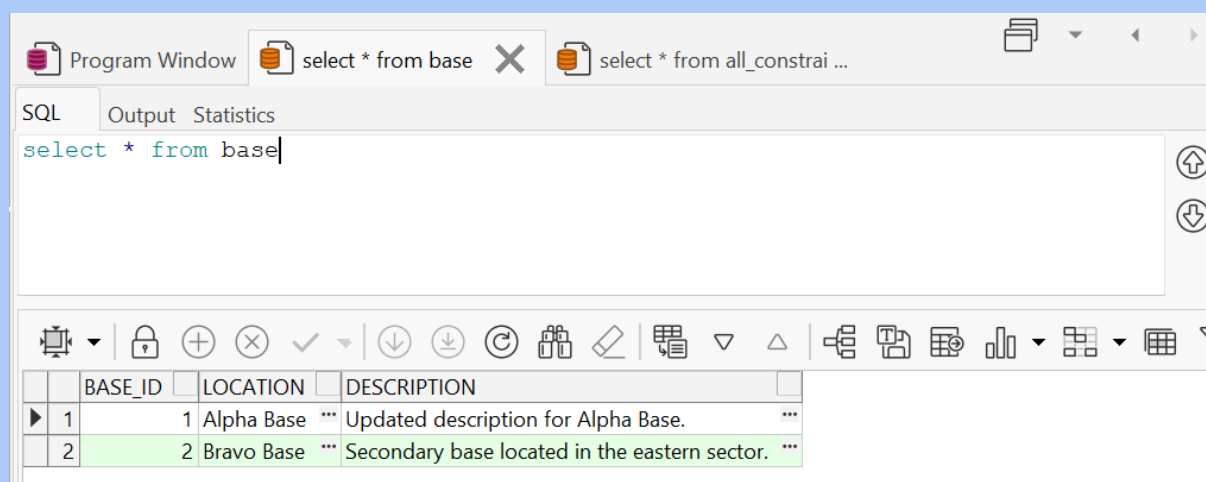 Program Window select * from base select * from all_constrai ...
SQL Output Statistics
select * from base
BASE_ID LOCATION DESCRIPTION
1 1 Alpha Base ... Updated description for Alpha Base. ...
2 2 Bravo Base ... Secondary base located in the eastern sector. ...